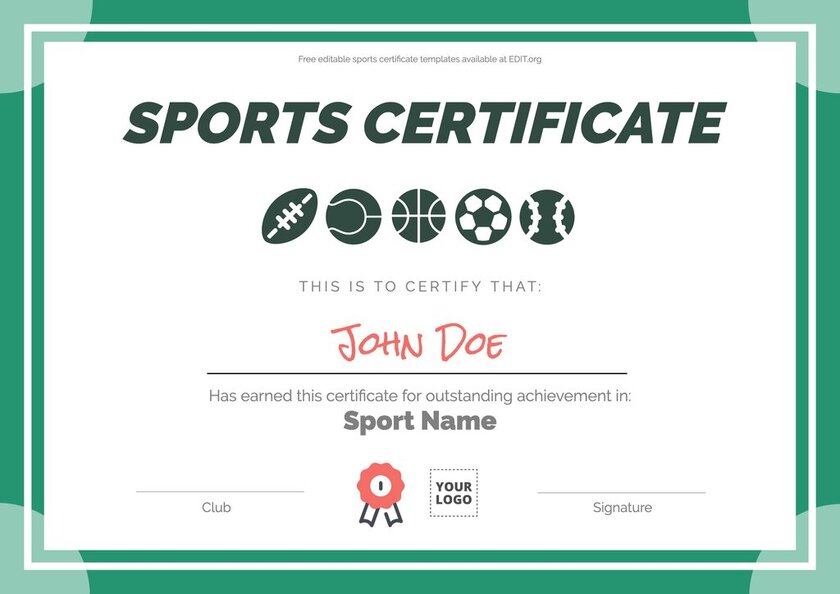 Free editable sports certificate templates available at EDIT.org
SPORTS CERTIFICATE
THIS IS TO CERTIFY THAT:
John Doe
Has earned this certificate for outstanding achievement in:
Sport Name
1
YOUR
LOGO
Club
Signature